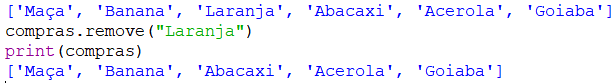 ['Maça', 'Banana', 'Laranja', 'Abacaxi', 'Acerola', 'Goiaba']
compras.remove("Laranja")
print(compras)
['Maça', 'Banana', 'Abacaxi', 'Acerola', 'Goiaba']